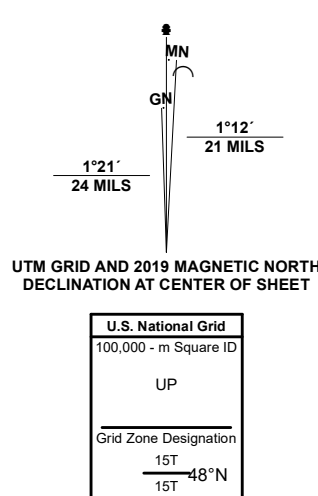 MN
GN
1°12´
21 MILS
1°21´
24 MILS
UTM GRID AND 2019 MAGNETIC NORTH
DECLINATION AT CENTER OF SHEET
U.S. National Grid
100,000 - m Square ID
UP
Grid Zone Designation
15T
48°N
15T